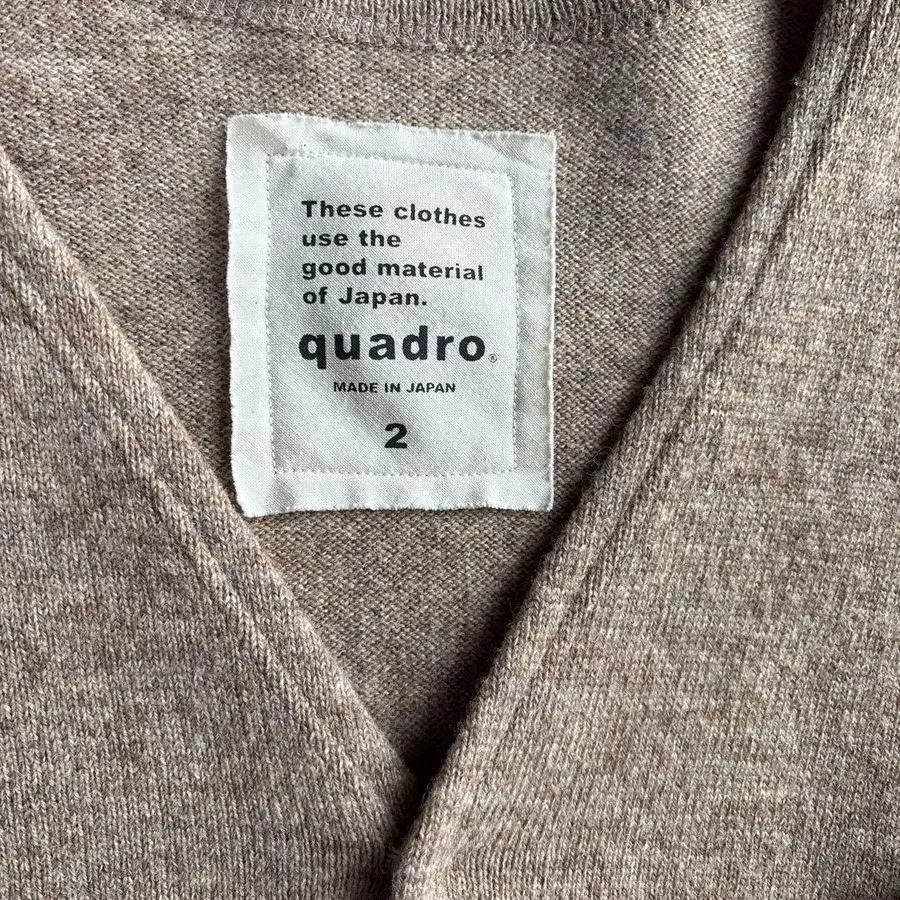 These clothes
use the
good material
of Japan.
quadro®
MADE IN JAPAN
2